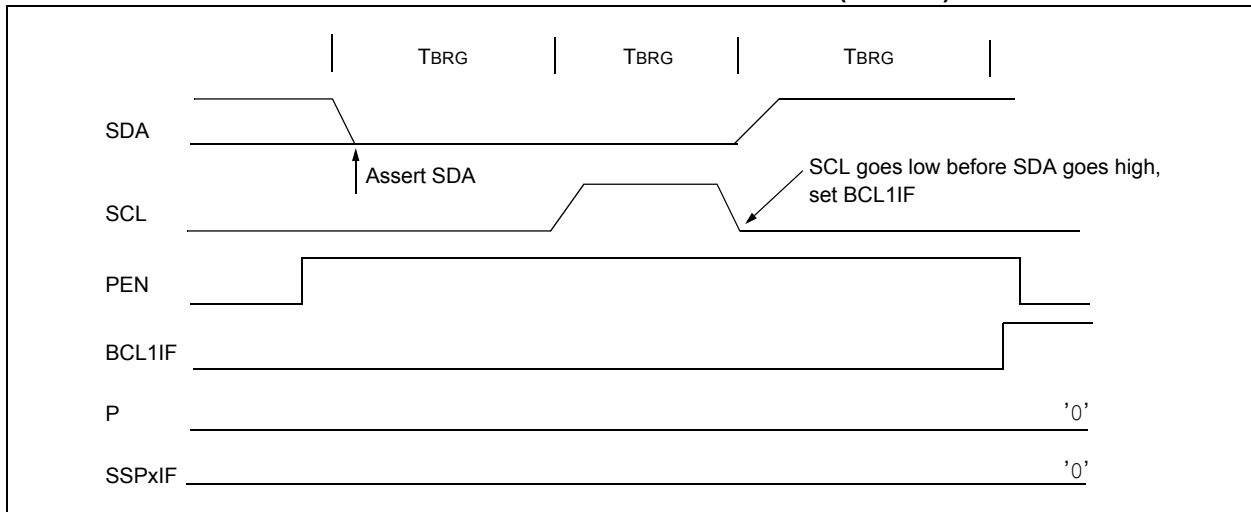 TBRG TBRG TBRG
SDA
Assert SDA
SCL goes low before SDA goes high,
set BCL1IF
SCL
PEN
BCL1IF
P '0'
SSPxIF '0'